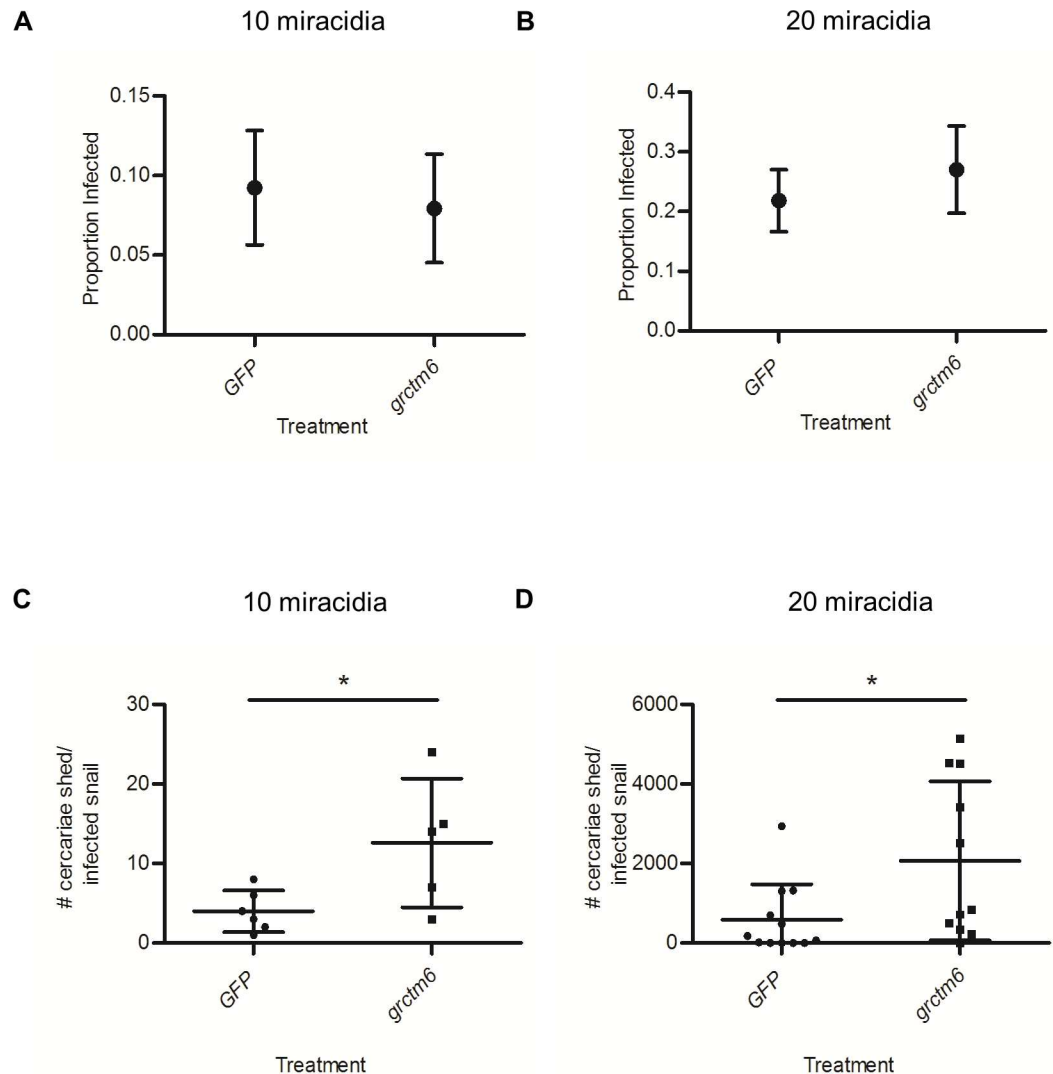 A
10 miracidia
Proportion Infected
0.15
0.10
0.05
0.00
GFP
grctm6
Treatment
B
20 miracidia
Proportion Infected
0.4
0.3
0.2
0.1
0.0
GFP
grctm6
Treatment
C
10 miracidia
# cercariae shed/
infected snail
30
20
10
0
*
GFP
grctm6
Treatment
D
20 miracidia
# cercariae shed/
infected snail
6000
4000
2000
0
*
GFP
grctm6
Treatment